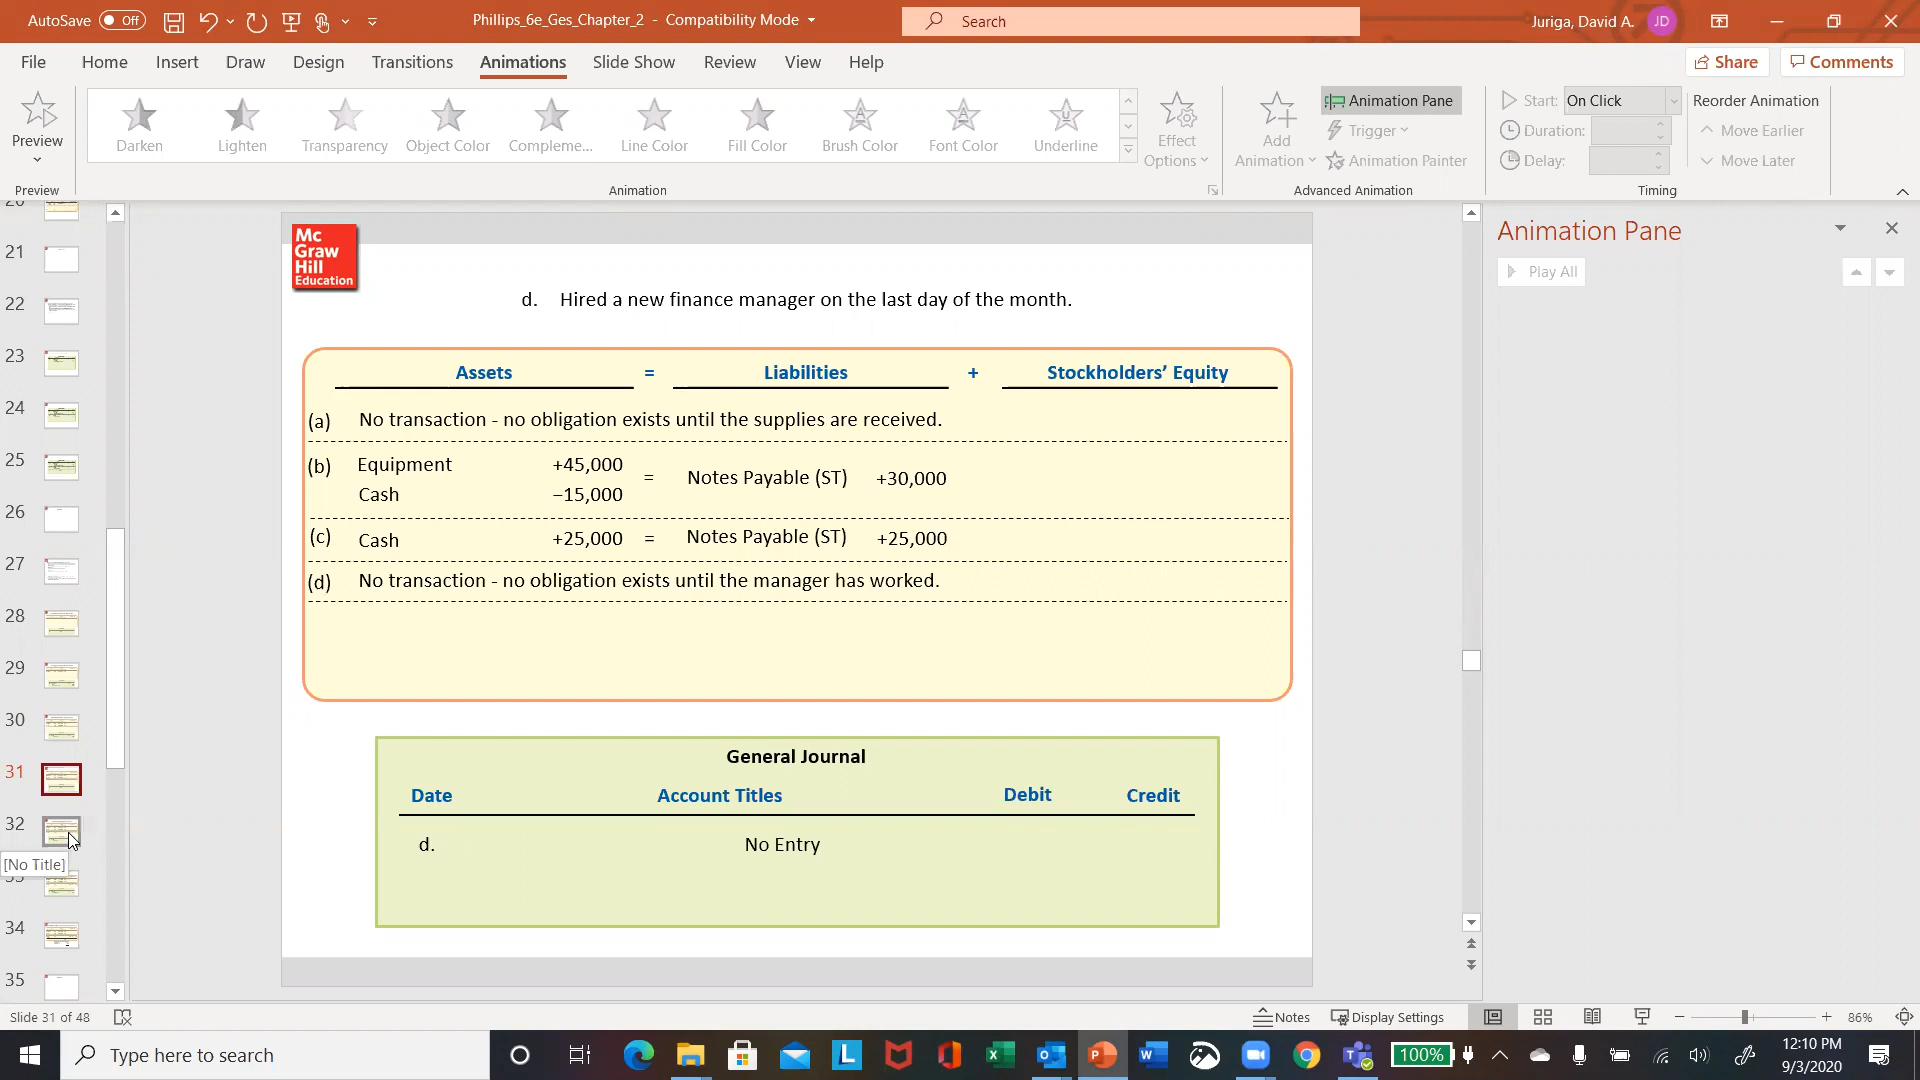 AutoSave Off Phillips_6e_Ges_Chapter_2 - Compatibility Mode Search Juriga, David A. JD
File Home Insert Draw Design Transitions Animations Slide Show Review View Help Share Comments
Preview Darken Lighten Transparency Object Color Compleme... Line Color Fill Color Brush Color Font Color Underline Effect Options Add Animation Animation Pane Trigger Animation Painter Start: On Click Duration: Delay: Reorder Animation Move Earlier Move Later
Preview Animation Advanced Animation Timing
20
21
22
23
24
25
26
27
28
29
30
31
32
[No Title]
34
35
Mc
Graw
Hill
Education
d. Hired a new finance manager on the last day of the month.
Assets = Liabilities + Stockholders’ Equity
(a) No transaction - no obligation exists until the supplies are received.
(b) Equipment +45,000 = Notes Payable (ST) +30,000
Cash –15,000
(c) Cash +25,000 = Notes Payable (ST) +25,000
(d) No transaction - no obligation exists until the manager has worked.
General Journal
Date Account Titles Debit Credit
d. No Entry
Animation Pane
Play All
Slide 31 of 48 Notes Display Settings 86%
Type here to search 100% 12:10 PM
9/3/2020